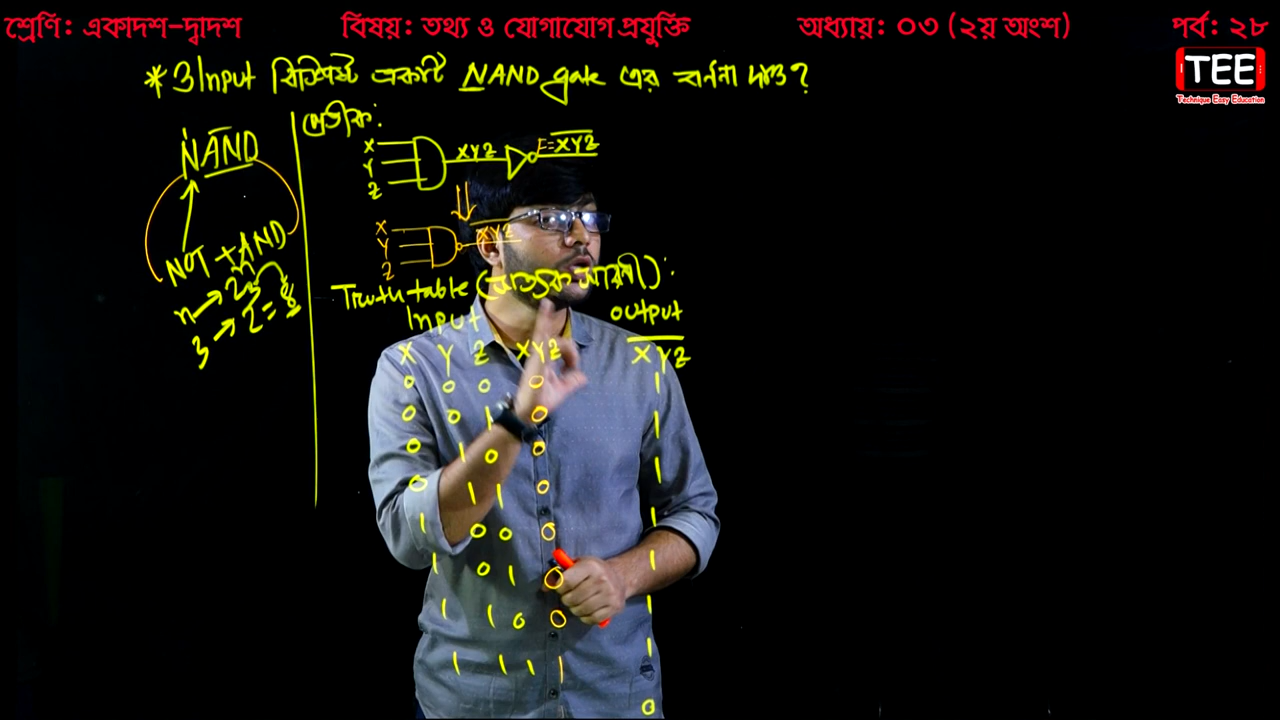 শ্রেণি: একাদশ-দ্বাদশ বিষয়: তথ্য ও যোগাযোগ প্রযুক্তি অধ্যায়: ০৩ (২য় অংশ) পর্ব: ২৮
TEE
Technique Easy Education
* 3 Input বিশিষ্ট একটি NAND gate এর বর্ননা দাও?
NAND
NOT + AND
n → 2ⁿ
3 → 2³ = 8
প্রতীক:
X
Y
Z
XYZ
F = X̅Y̅Z̅
X
Y
Z
X̅Y̅Z̅
Truth table (সত্যক সারণী):
Input output
X Y Z XYZ X̅Y̅Z̅
0 0 0 0 1
0 0 1 0 1
0 1 0 0 1
0 1 1 0 1
1 0 0 0 1
1 0 1 0 1
1 1 0 0 1
1 1 1 1 0